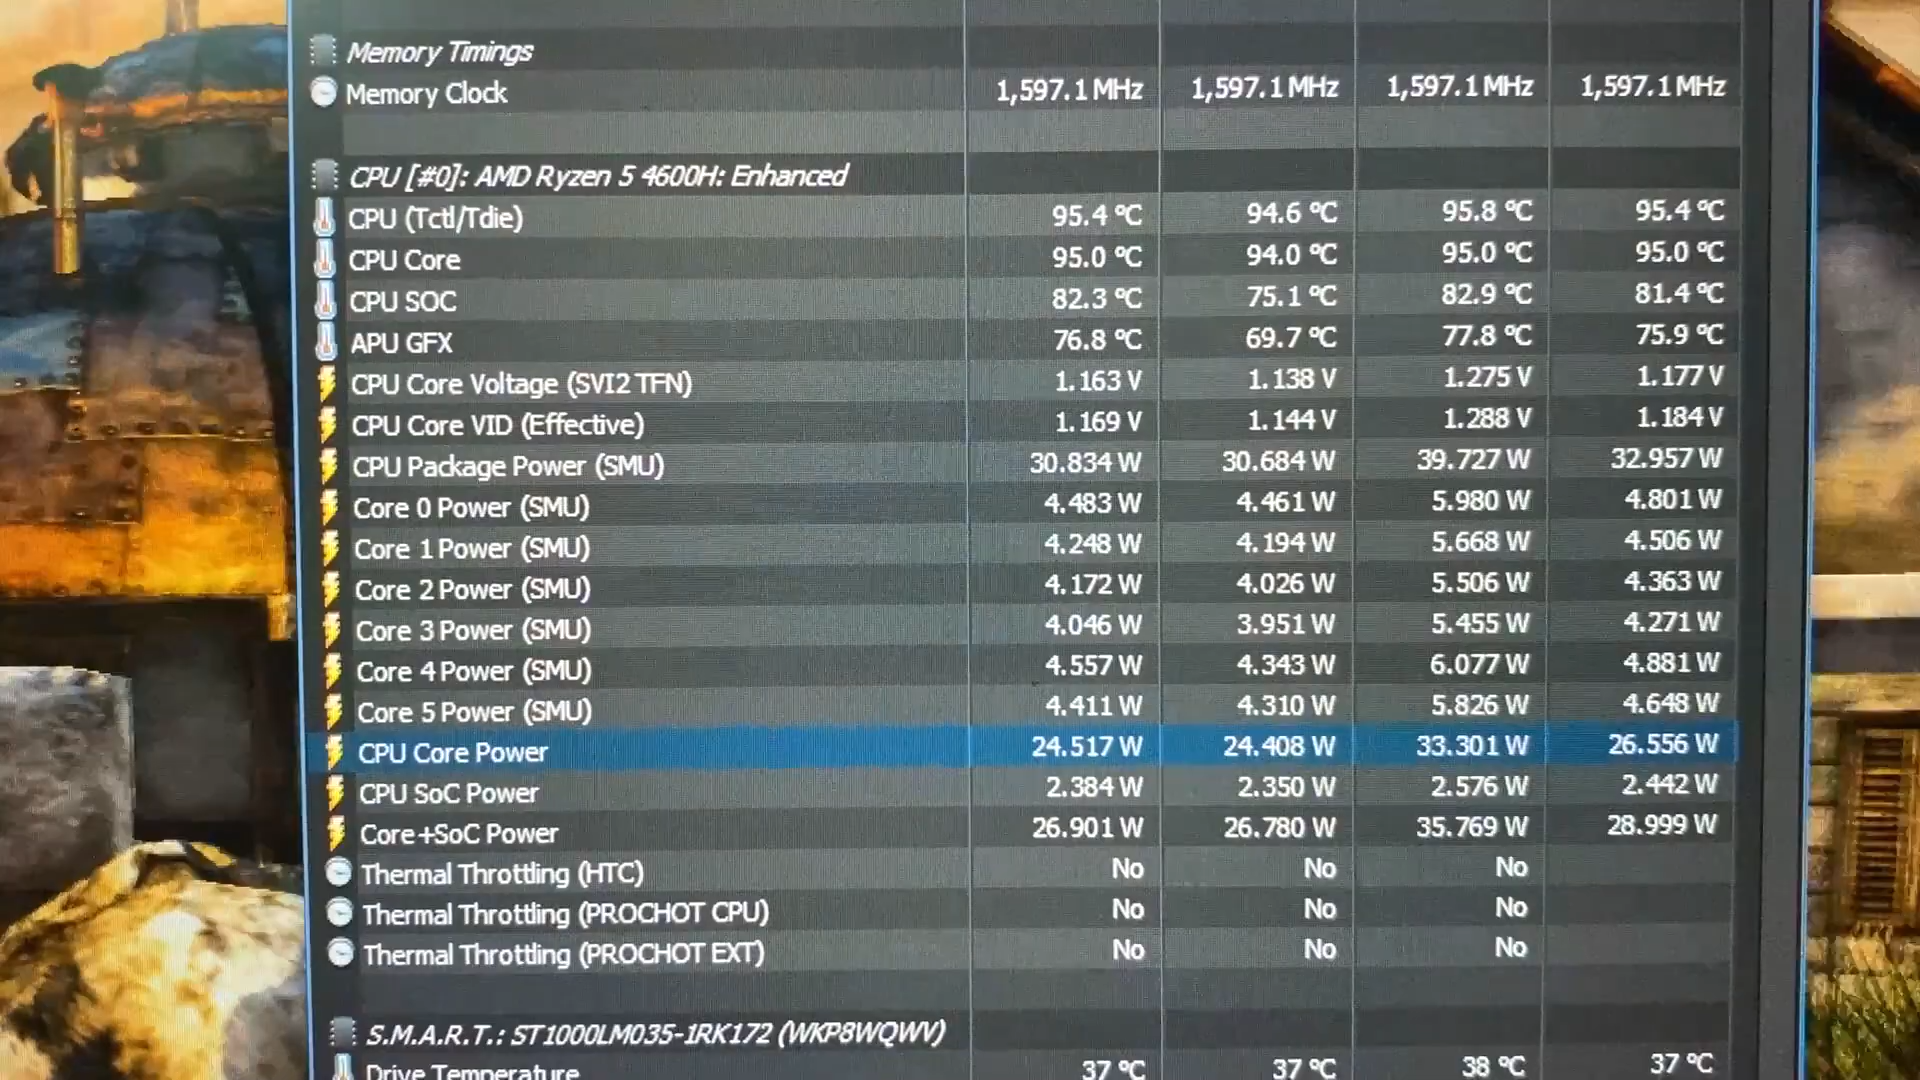 Memory Timings
Memory Clock 1,597.1 MHz 1,597.1 MHz 1,597.1 MHz 1,597.1 MHz
CPU [#0]: AMD Ryzen 5 4600H: Enhanced
CPU (Tctl/Tdie) 95.4 °C 94.6 °C 95.8 °C 95.4 °C
CPU Core 95.0 °C 94.0 °C 95.0 °C 95.0 °C
CPU SOC 82.3 °C 75.1 °C 82.9 °C 81.4 °C
APU GFX 76.8 °C 69.7 °C 77.8 °C 75.9 °C
CPU Core Voltage (SVI2 TFN) 1.163 V 1.138 V 1.275 V 1.177 V
CPU Core VID (Effective) 1.169 V 1.144 V 1.288 V 1.184 V
CPU Package Power (SMU) 30.834 W 30.684 W 39.727 W 32.957 W
Core 0 Power (SMU) 4.483 W 4.461 W 5.980 W 4.801 W
Core 1 Power (SMU) 4.248 W 4.194 W 5.668 W 4.506 W
Core 2 Power (SMU) 4.172 W 4.026 W 5.506 W 4.363 W
Core 3 Power (SMU) 4.046 W 3.951 W 5.455 W 4.271 W
Core 4 Power (SMU) 4.557 W 4.343 W 6.077 W 4.881 W
Core 5 Power (SMU) 4.411 W 4.310 W 5.826 W 4.648 W
CPU Core Power 24.517 W 24.408 W 33.301 W 26.556 W
CPU SoC Power 2.384 W 2.350 W 2.576 W 2.442 W
Core+SoC Power 26.901 W 26.780 W 35.769 W 28.999 W
Thermal Throttling (HTC) No No No
Thermal Throttling (PROCHOT CPU) No No No
Thermal Throttling (PROCHOT EXT) No No No
S.M.A.R.T.: ST1000LM035-1RK172 (WKP8WQWV)
Drive Temperature 37 °C 37 °C 38 °C 37 °C